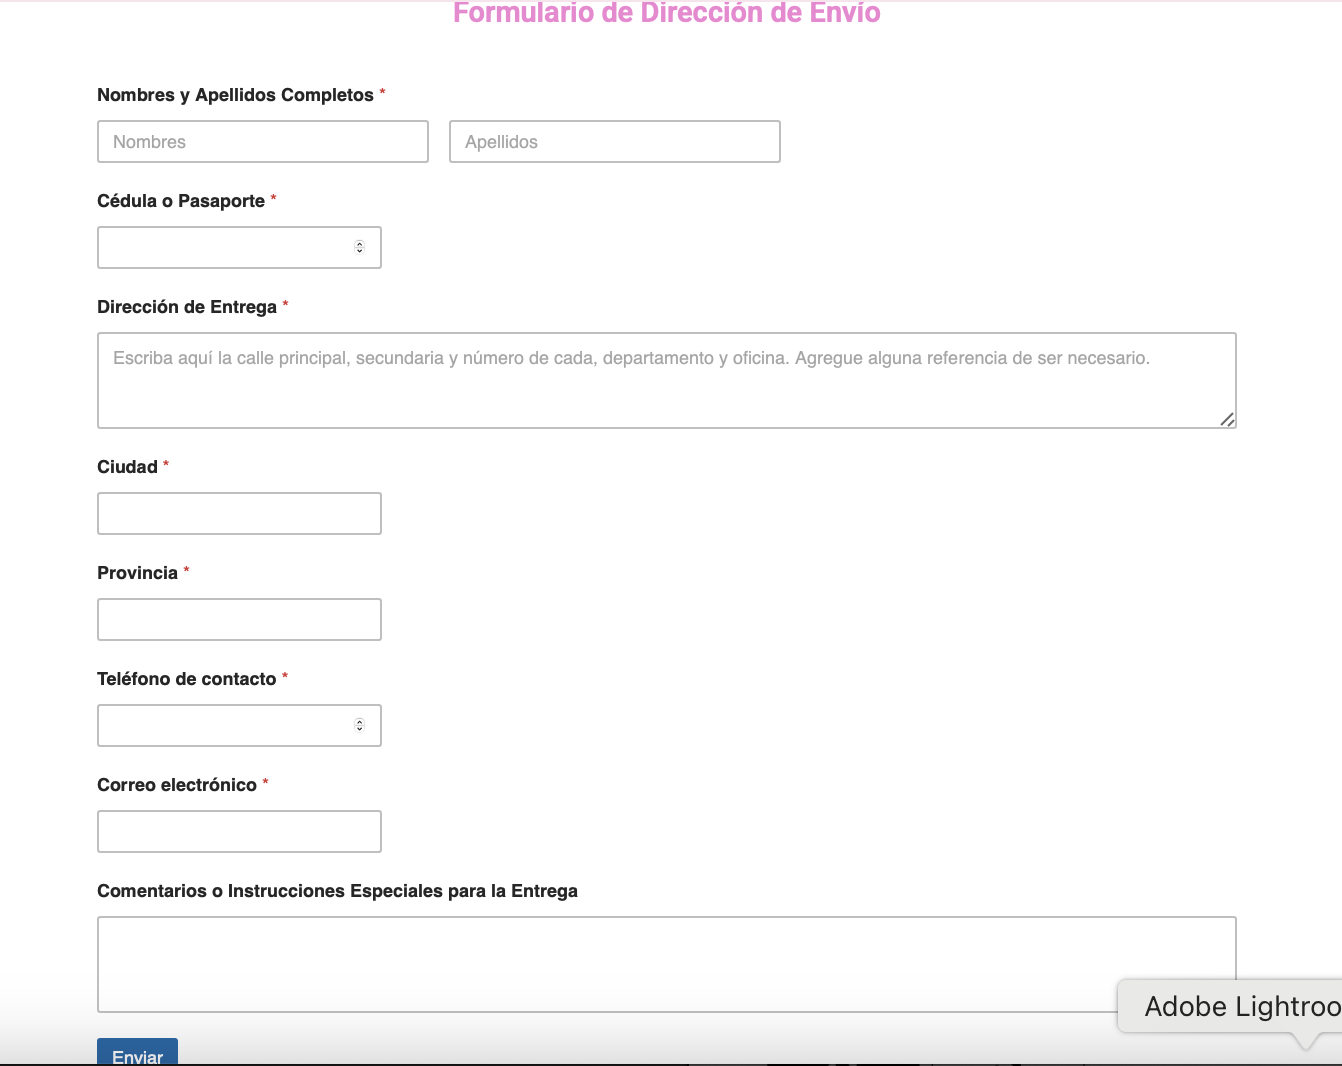 Formulario de Dirección de Envío
Nombres y Apellidos Completos *
Nombres
Apellidos
Cédula o Pasaporte *
Dirección de Entrega *
Escriba aquí la calle principal, secundaria y número de cada, departamento y oficina. Agregue alguna referencia de ser necesario.
Ciudad *
Provincia *
Teléfono de contacto *
Correo electrónico *
Comentarios o Instrucciones Especiales para la Entrega
Adobe Lightroo
Enviar